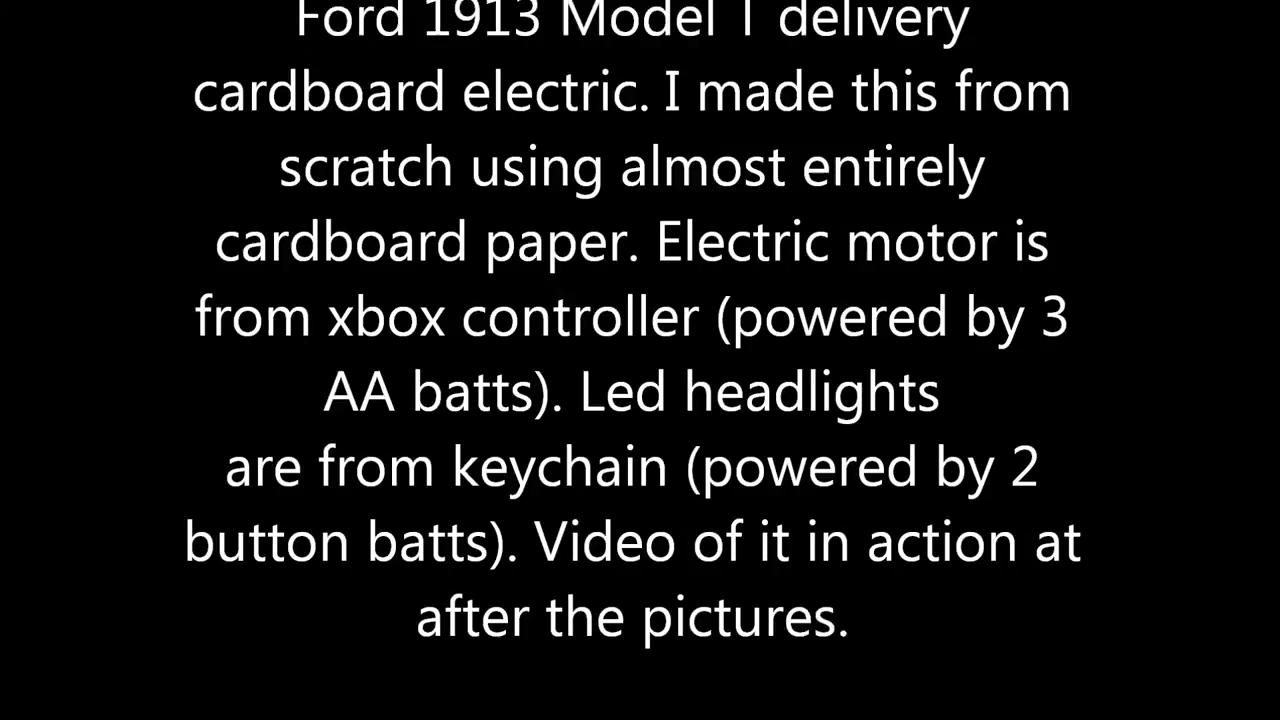 Ford 1913 Model T delivery
cardboard electric. I made this from
scratch using almost entirely
cardboard paper. Electric motor is
from xbox controller (powered by 3
AA batts). Led headlights
are from keychain (powered by 2
button batts). Video of it in action at
after the pictures.